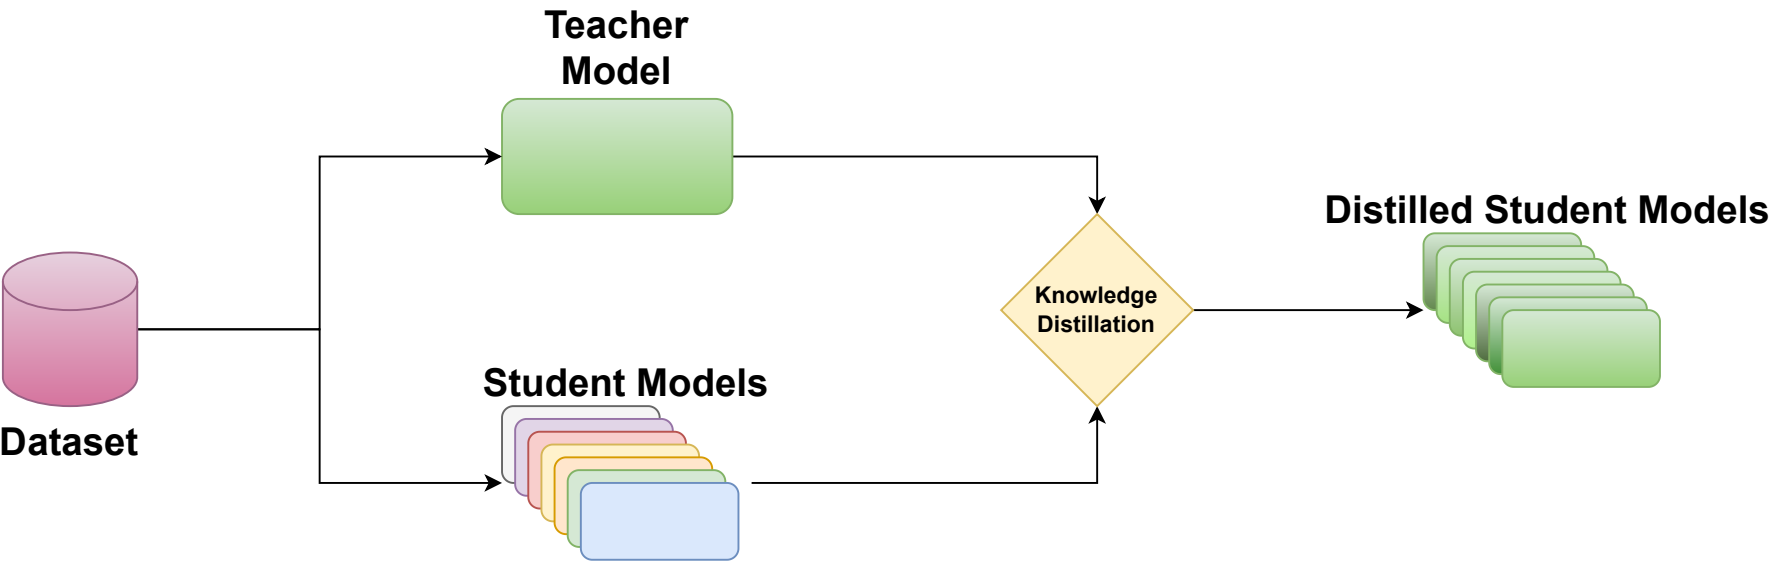 Teacher
Model
Distilled Student Models
Knowledge
Distillation
Student Models
Dataset